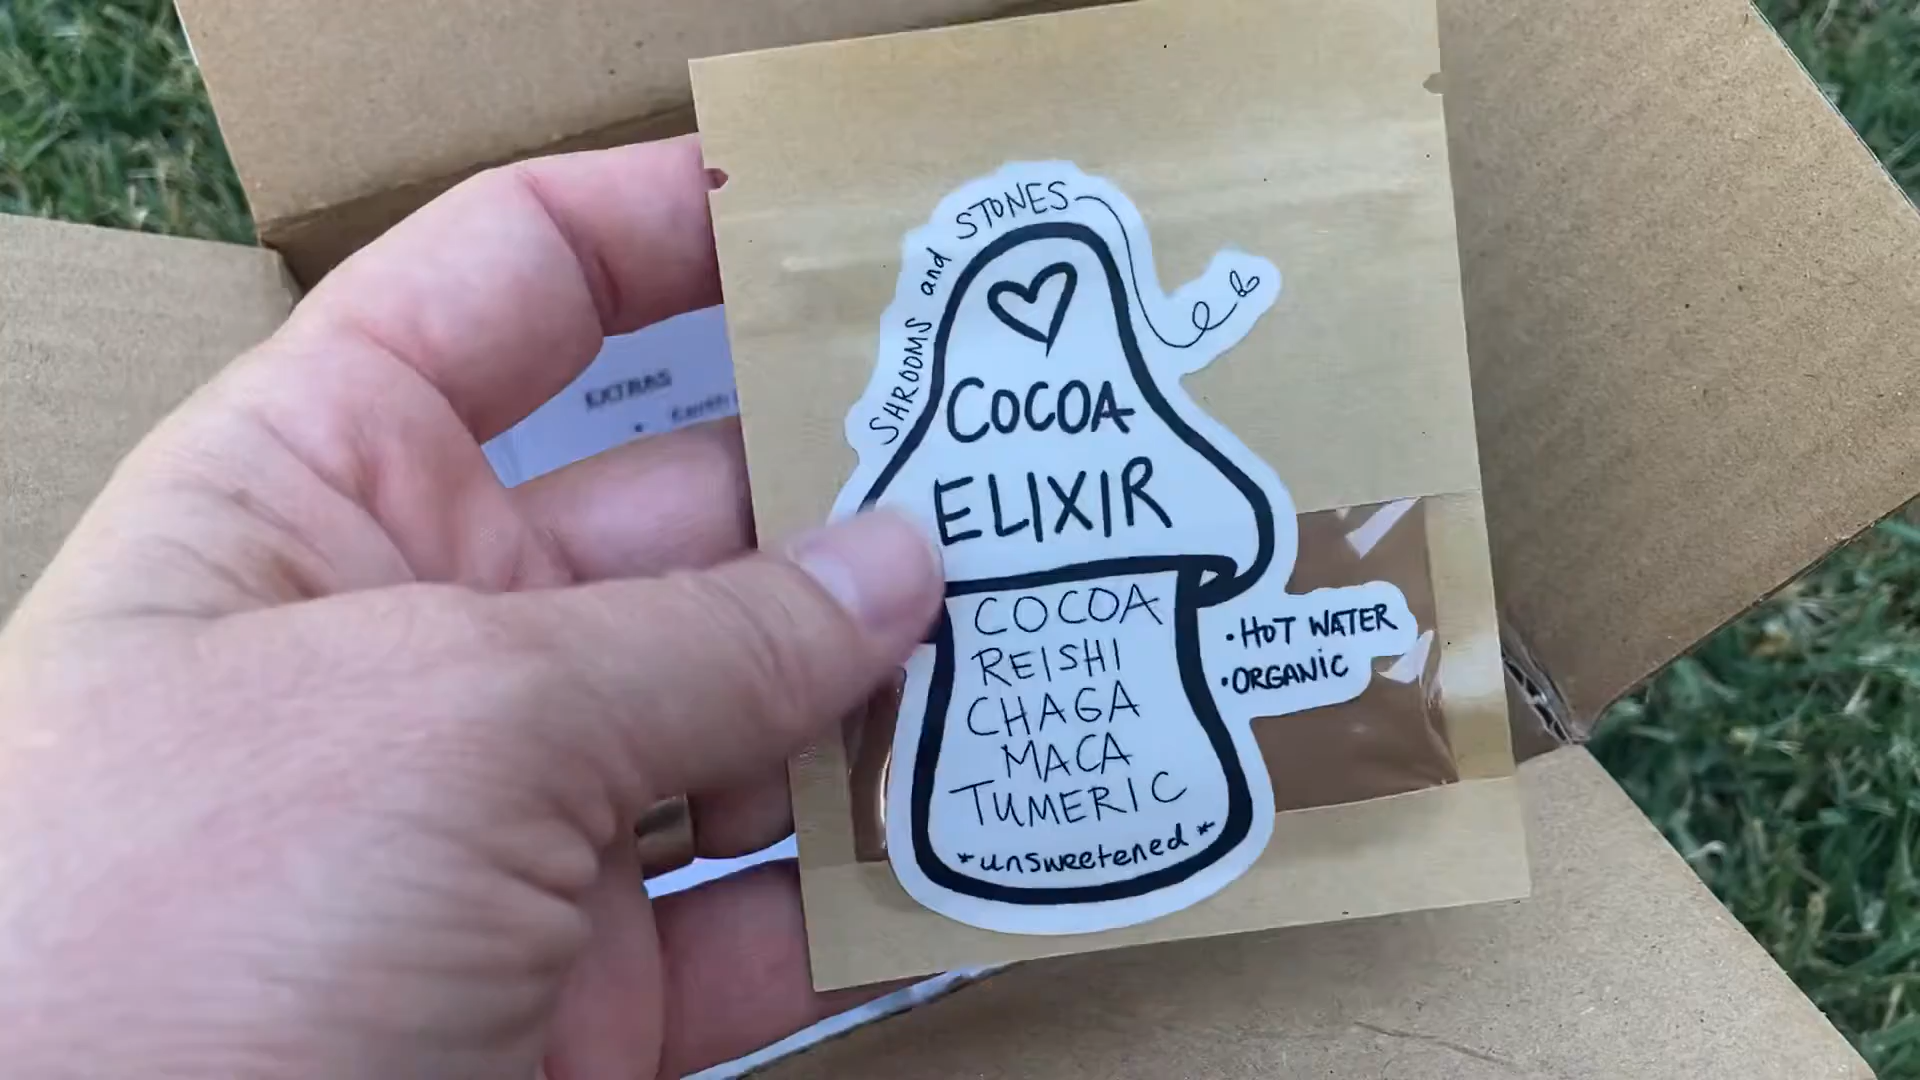 SHROOMS and STONES
COCOA
ELIXIR
COCOA
REISHI
CHAGA
MACA
TUMERIC
*unsweetened*
• HOT WATER
• ORGANIC
EXTRAS